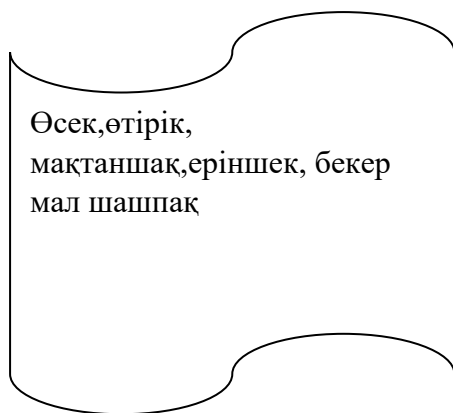 Өсек,өтірік,
мақтаншақ,еріншек, бекер
мал шашпақ